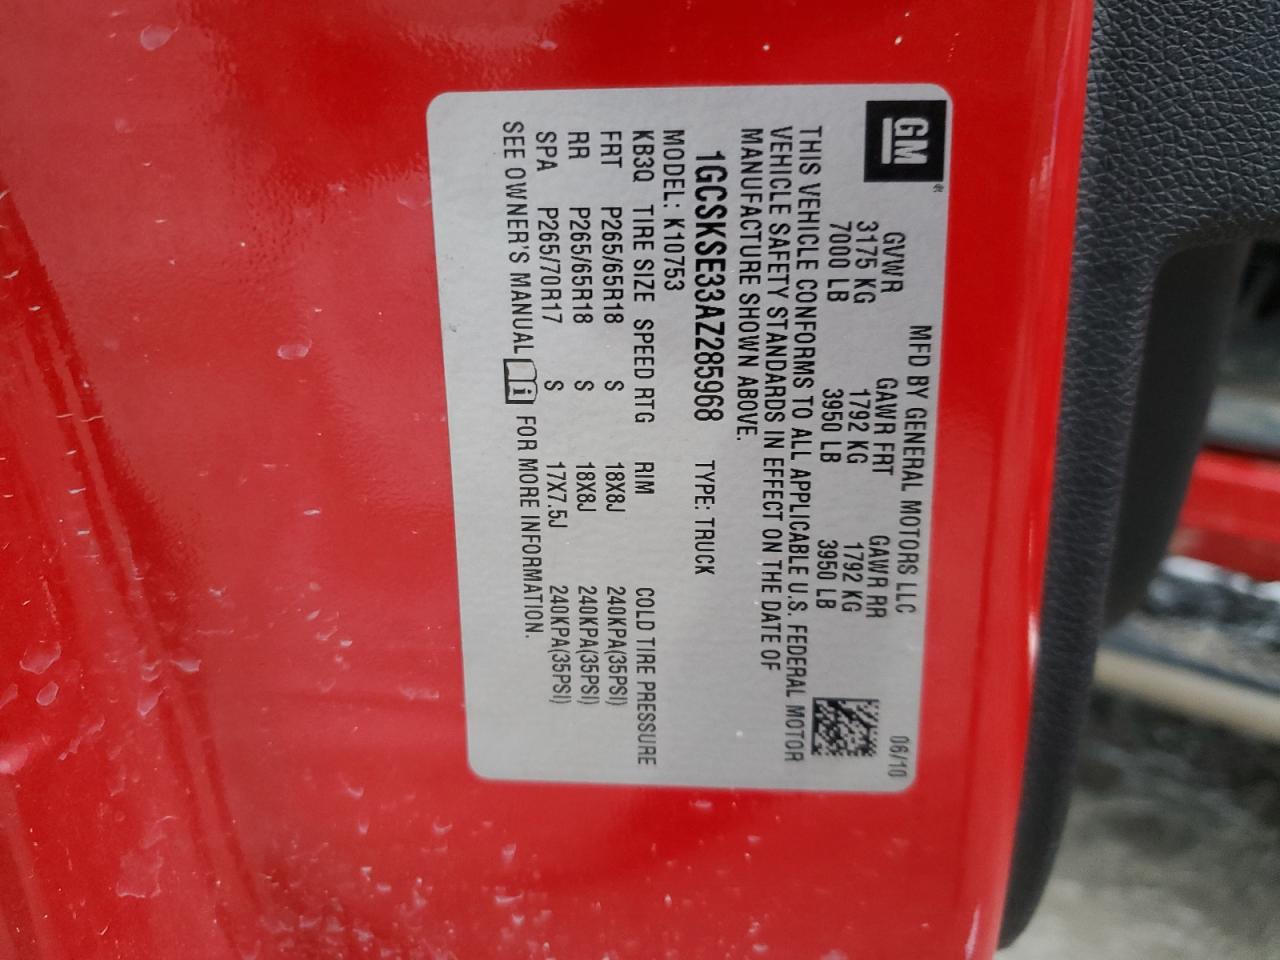 GM
MFD BY GENERAL MOTORS LLC 06/10
GVWR GAWR FRT GAWR RR
3175 KG 1792 KG 1792 KG
7000 LB 3950 LB 3950 LB
THIS VEHICLE CONFORMS TO ALL APPLICABLE U.S. FEDERAL MOTOR
VEHICLE SAFETY STANDARDS IN EFFECT ON THE DATE OF
MANUFACTURE SHOWN ABOVE.
1GCSKSE33AZ285968 TYPE: TRUCK
MODEL: K10753
KB3Q TIRE SIZE SPEED RTG RIM COLD TIRE PRESSURE
FRT P265/65R18 S 18X8J 240KPA(35PSI)
RR P265/65R18 S 18X8J 240KPA(35PSI)
SPA P265/70R17 S 17X7.5J 240KPA(35PSI)
SEE OWNER'S MANUAL i FOR MORE INFORMATION.